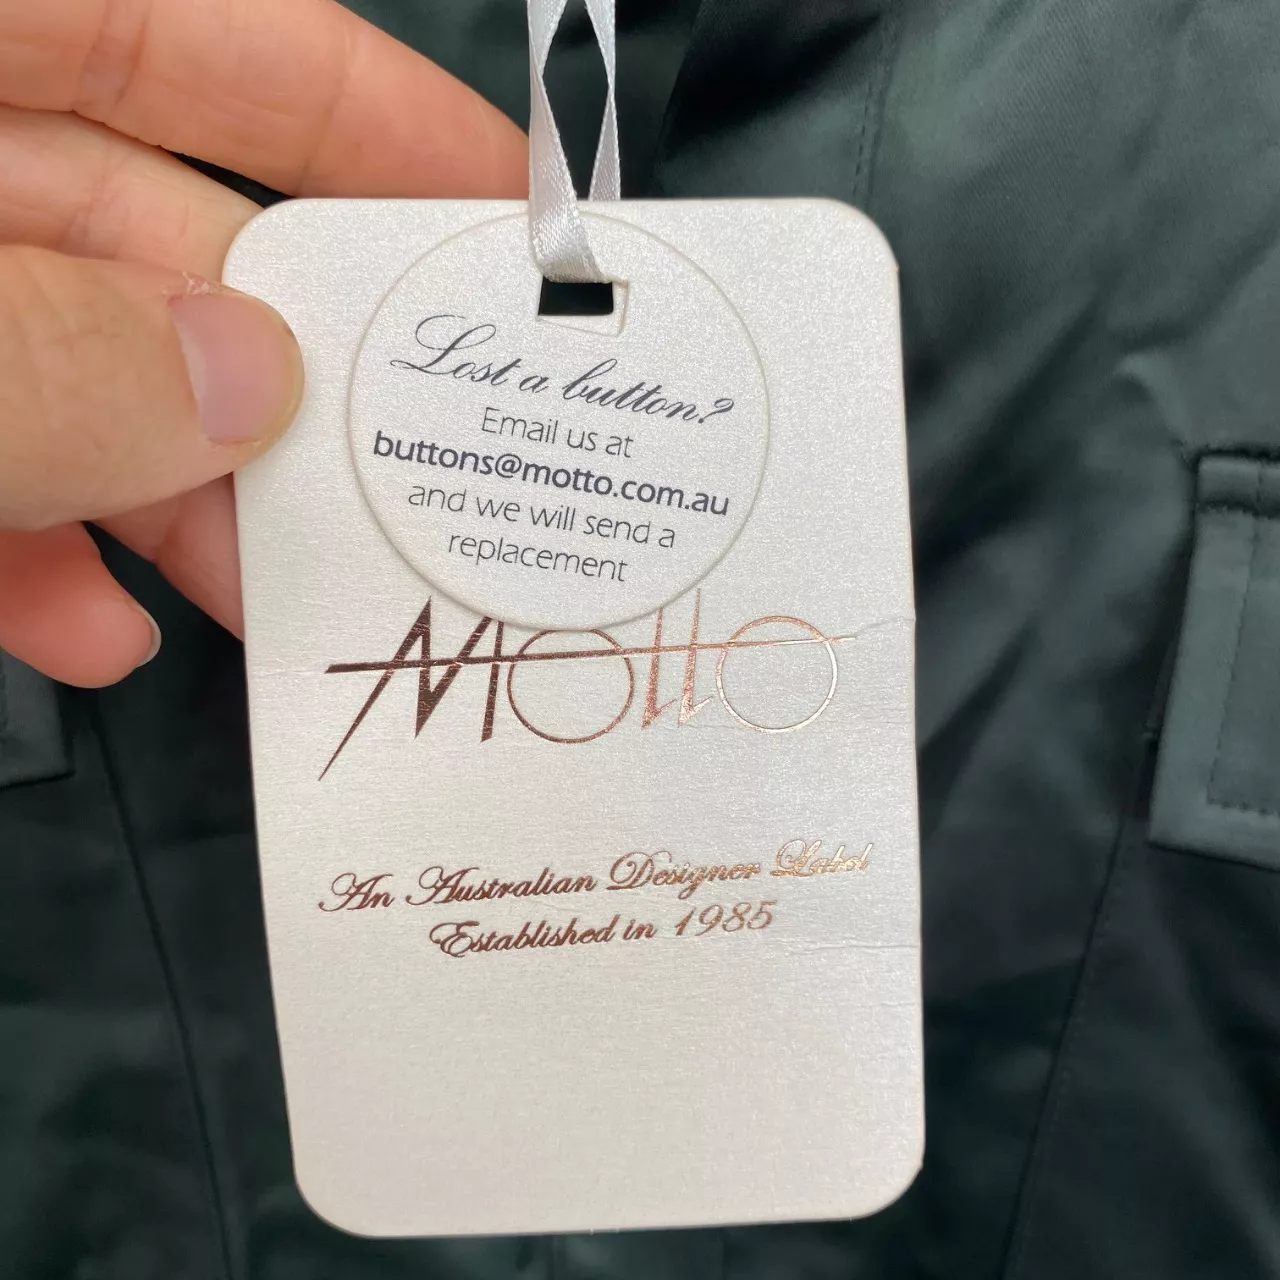 Lost a button?
Email us at
buttons@motto.com.au
and we will send a
replacement
Motto
An Australian Designer Label
Established in 1985